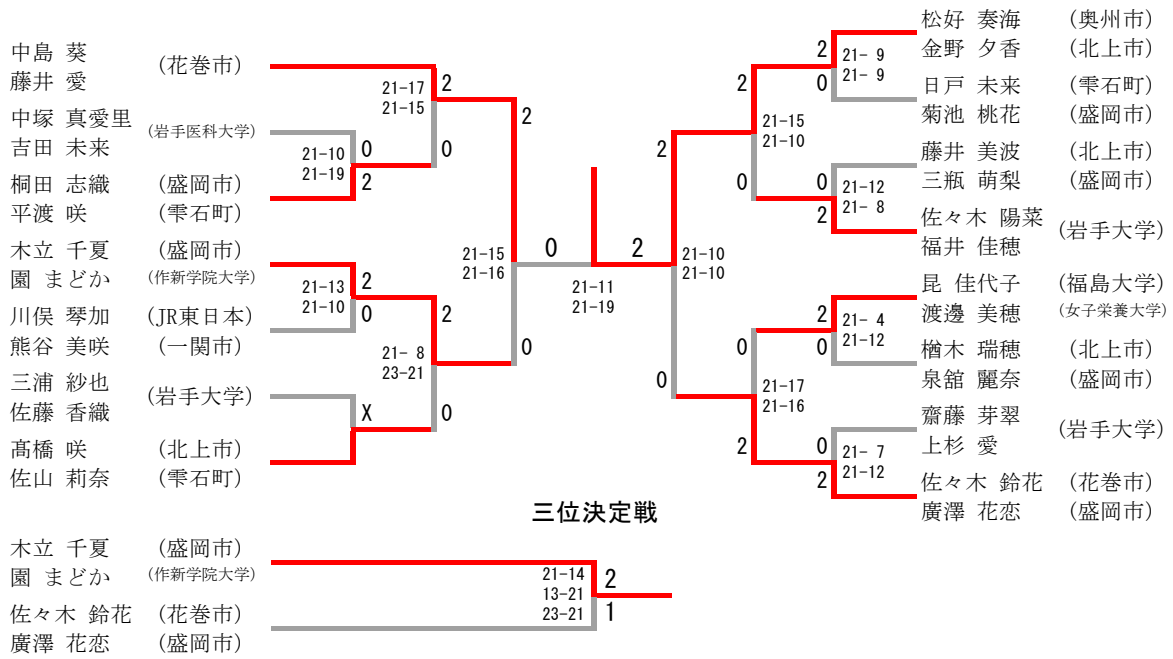 中島 葵
藤井 愛
(花巻市)
中塚 真愛里
吉田 未来
(岩手医科大学)
桐田 志織 (盛岡市)
平渡 咲 (雫石町)
木立 千夏 (盛岡市)
園 まどか (作新学院大学)
川俣 琴加 (JR東日本)
熊谷 美咲 (一関市)
三浦 紗也
佐藤 香織
(岩手大学)
髙橋 咲 (北上市)
佐山 莉奈 (雫石町)
21-17
21-15
2
0
21-10
21-19
0
2
21-13
21-10
2
0
21- 8
23-21
2
0
X
21-15
21-16
2
0
0
2
21-11
21-19
21-10
21-10
2
0
21-15
21-10
2
0
21-17
21-16
0
2
2
0
21- 9
21- 9
0
2
21-12
21- 8
2
0
21- 4
21-12
0
2
21- 7
21-12
松好 奏海 (奥州市)
金野 夕香 (北上市)
日戸 未来 (雫石町)
菊池 桃花 (盛岡市)
藤井 美波 (北上市)
三瓶 萌梨 (盛岡市)
佐々木 陽菜
福井 佳穂
(岩手大学)
昆 佳代子 (福島大学)
渡邊 美穂 (女子栄養大学)
楢木 瑞穂 (北上市)
泉舘 麗奈 (盛岡市)
齋藤 芽翠
上杉 愛
(岩手大学)
佐々木 鈴花 (花巻市)
廣澤 花恋 (盛岡市)
三位決定戦
木立 千夏 (盛岡市)
園 まどか (作新学院大学)
佐々木 鈴花 (花巻市)
廣澤 花恋 (盛岡市)
21-14
13-21
23-21
2
1